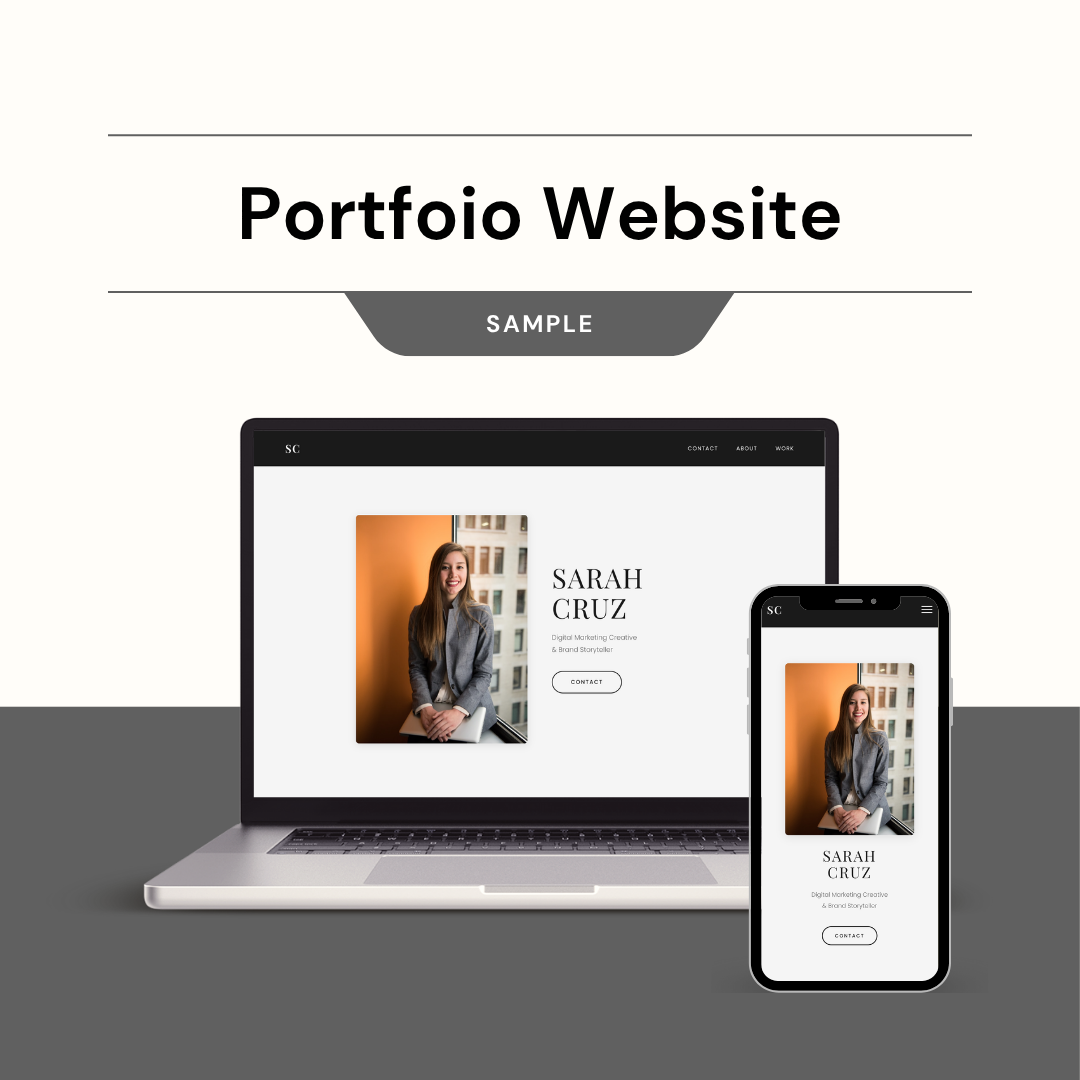 Portfoio Website
SAMPLE
SC
CONTACT ABOUT WORK
SARAH
CRUZ
Digital Marketing Creative
& Brand Storyteller
CONTACT
SC
SARAH
CRUZ
Digital Marketing Creative
& Brand Storyteller
CONTACT